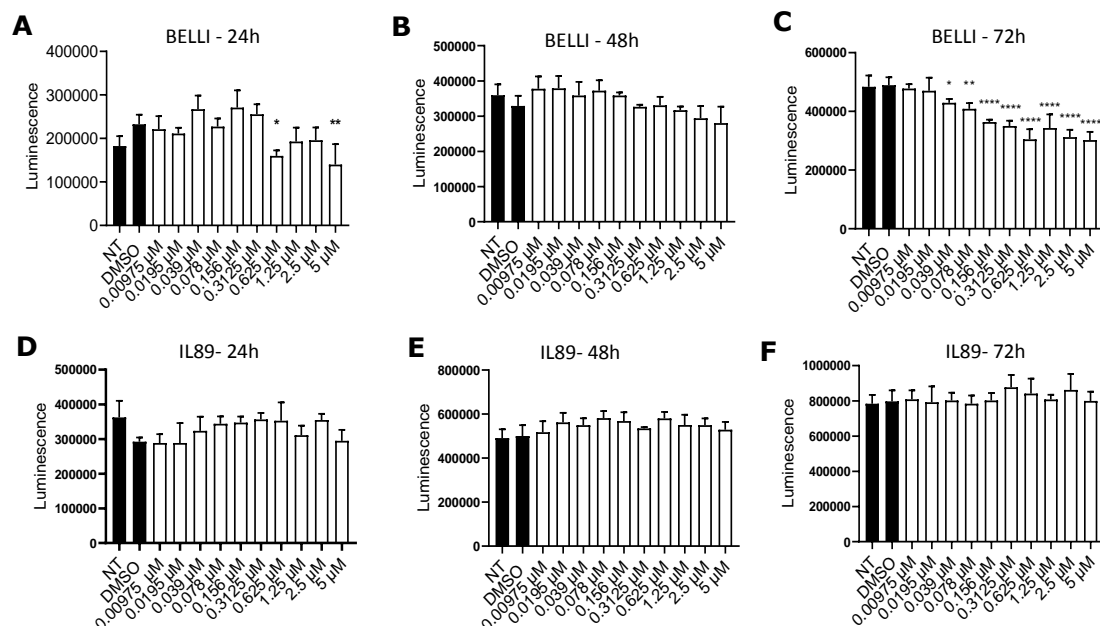 A
BELLI - 24h
Luminescence
400000
300000
200000
100000
0
*
**
NT
DMSO
0.00975 µM
0.0195 µM
0.039 µM
0.078 µM
0.156 µM
0.3125 µM
0.625 µM
1.25 µM
2.5 µM
5 µM
B
BELLI - 48h
Luminescence
500000
400000
300000
200000
100000
0
NT
DMSO
0.00975 µM
0.0195 µM
0.039 µM
0.078 µM
0.156 µM
0.3125 µM
0.625 µM
1.25 µM
2.5 µM
5 µM
C
BELLI - 72h
Luminescence
600000
400000
200000
0
*
**
****
****
****
****
****
****
NT
DMSO
0.00975 µM
0.0195 µM
0.039 µM
0.078 µM
0.156 µM
0.3125 µM
0.625 µM
1.25 µM
2.5 µM
5 µM
D
IL89- 24h
Luminescence
500000
400000
300000
200000
100000
0
NT
DMSO
0.00975 µM
0.0195 µM
0.039 µM
0.078 µM
0.156 µM
0.3125 µM
0.625 µM
1.25 µM
2.5 µM
5 µM
E
IL89- 48h
Luminescence
800000
600000
400000
200000
0
NT
DMSO
0.00975 µM
0.0195 µM
0.039 µM
0.078 µM
0.156 µM
0.3125 µM
0.625 µM
1.25 µM
2.5 µM
5 µM
F
IL89- 72h
Luminescence
1000000
800000
600000
400000
200000
0
NT
DMSO
0.00975 µM
0.0195 µM
0.039 µM
0.078 µM
0.156 µM
0.3125 µM
0.625 µM
1.25 µM
2.5 µM
5 µM